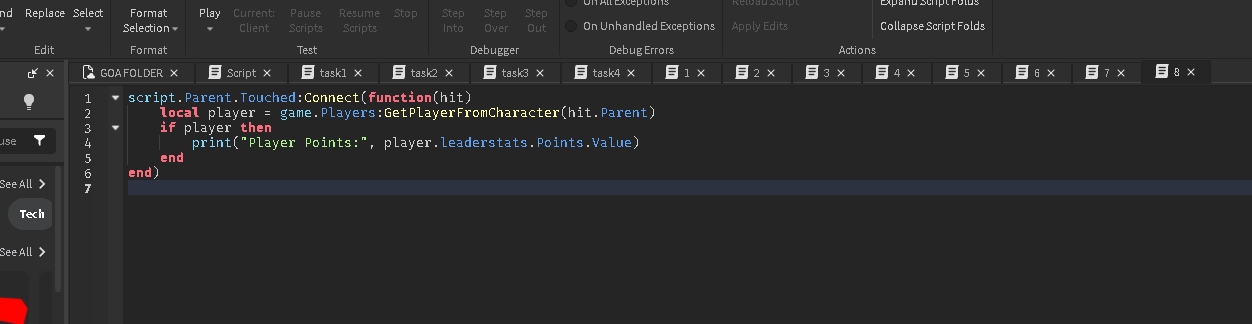 Replace Select Format Selection Play Current: Client Pause Scripts Resume Scripts Stop Step Into Step Over Step Out On All Exceptions On Unhandled Exceptions Reload Script Apply Edits Expand Script Folds Collapse Script Folds
Edit Format Test Debugger Debug Errors Actions
GOA FOLDER Script task1 task2 task3 task4 1 2 3 4 5 6 7 8
1 script.Parent.Touched:Connect(function(hit)
2 local player = game.Players:GetPlayerFromCharacter(hit.Parent)
3 if player then
4 print("Player Points:", player.leaderstats.Points.Value)
5 end
6 end)
7
See All
Tech
See All